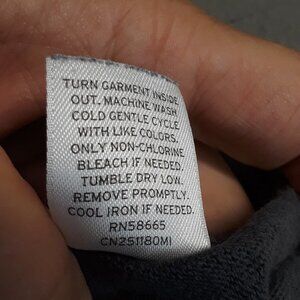 TURN GARMENT INSIDE
OUT. MACHINE WASH
COLD GENTLE CYCLE
WITH LIKE COLORS.
ONLY NON-CHLORINE
BLEACH IF NEEDED.
TUMBLE DRY LOW.
REMOVE PROMPTLY.
COOL IRON IF NEEDED.
RN58665
CN251180MI